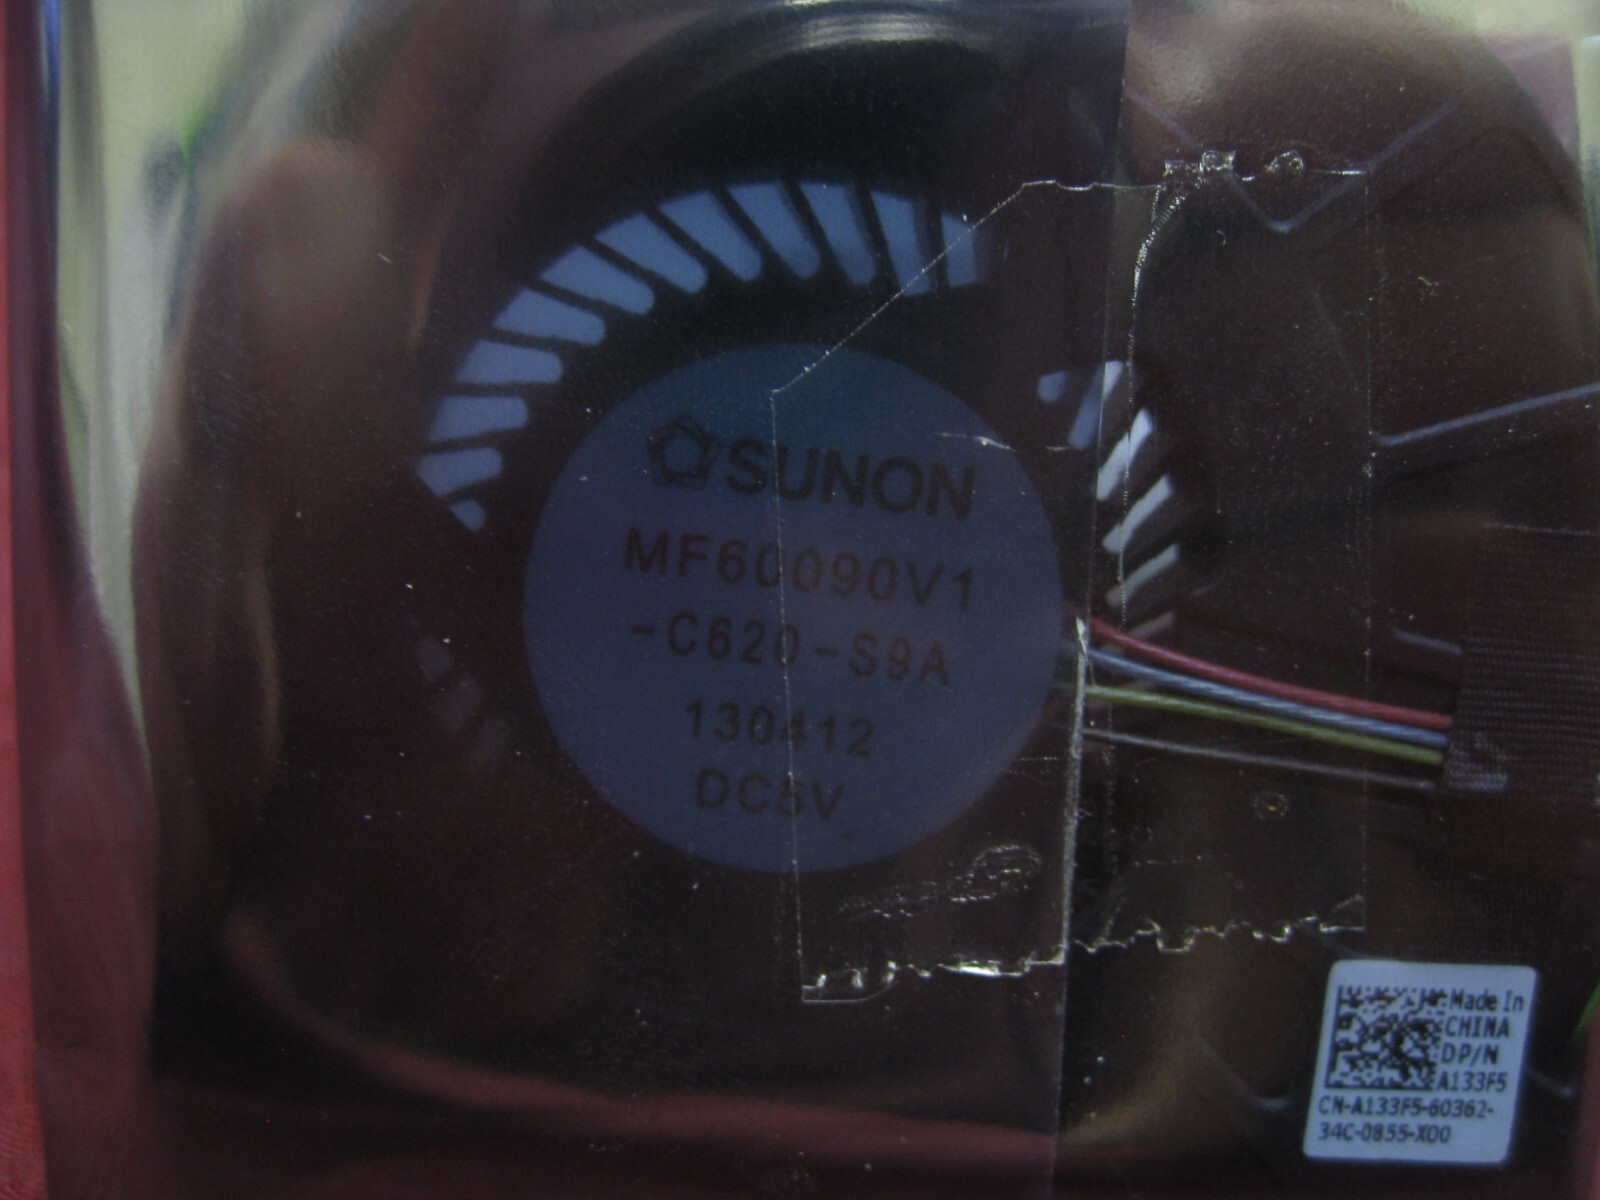 SUNON
MF60090V1
-C620-S9A
130412
DC5V
Made In
CHINA
DP/N
A133F5
CN-A133F5-60362-
34C-0855-X00